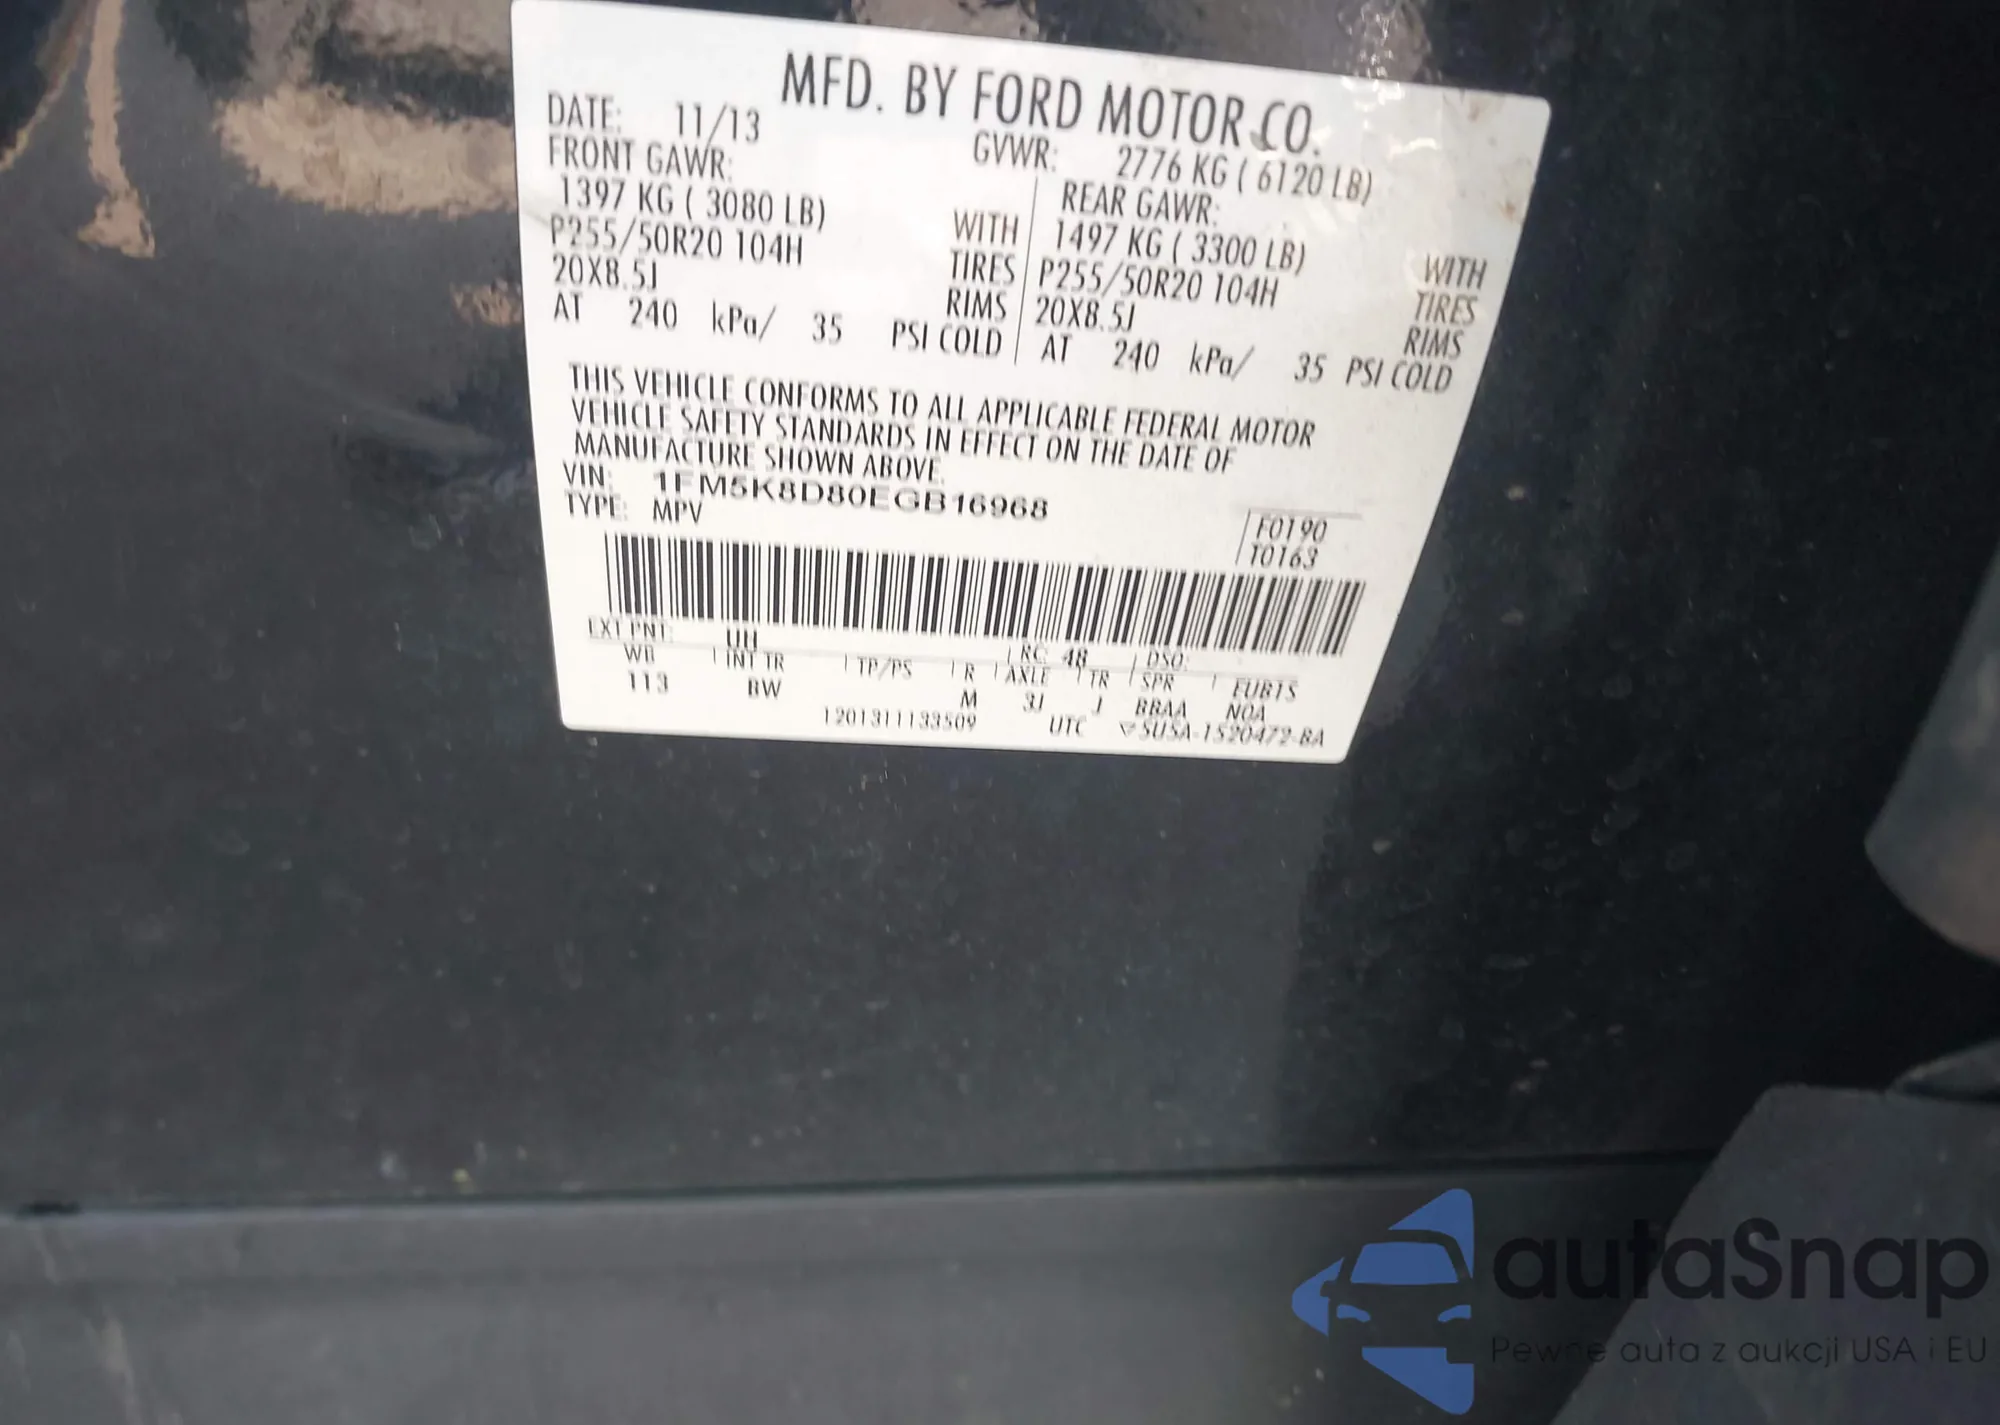 MFD. BY FORD MOTOR CO.
DATE: 11/13 GVWR: 2776 KG ( 6120 LB)
FRONT GAWR: REAR GAWR:
1397 KG ( 3080 LB) WITH 1497 KG ( 3300 LB) WITH
P255/50R20 104H TIRES P255/50R20 104H TIRES
20X8.5J RIMS 20X8.5J RIMS
AT 240 kPa/ 35 PSI COLD AT 240 kPa/ 35 PSI COLD
THIS VEHICLE CONFORMS TO ALL APPLICABLE FEDERAL MOTOR
VEHICLE SAFETY STANDARDS IN EFFECT ON THE DATE OF
MANUFACTURE SHOWN ABOVE.
VIN: 1FM5K8D80EGB16968
TYPE: MPV
F0190
T0163
EXT PNT: UH RC: 48 DSO:
WB INT TR TP/PS R AXLE TR SPR EUBTS
113 BW M 3J J BBAA NOA
1201311133509 UTC ▽5USA-1520472-BA
autaSnap
Pewne auta z aukcji USA i EU